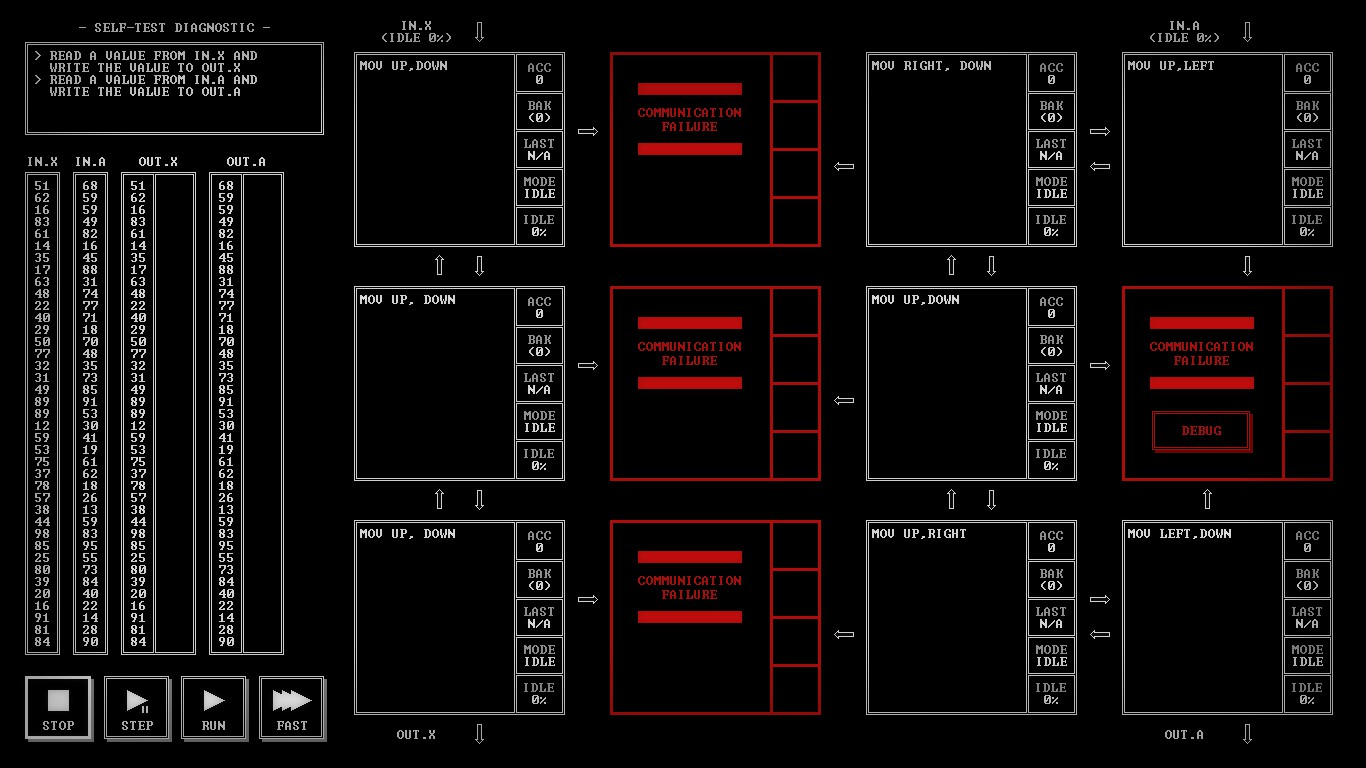 - SELF-TEST DIAGNOSTIC -
> READ A VALUE FROM IN.X AND
WRITE THE VALUE TO OUT.X
> READ A VALUE FROM IN.A AND
WRITE THE VALUE TO OUT.A
IN.X IN.A OUT.X OUT.A
51 68 51 68
62 59 62 59
16 59 16 59
83 49 83 49
61 82 61 82
14 16 14 16
35 45 35 45
17 88 17 88
63 31 63 31
48 74 48 74
22 77 22 77
40 71 40 71
29 18 29 18
50 70 50 70
77 48 77 48
32 35 32 35
31 73 31 73
49 85 49 85
89 91 89 91
89 53 89 53
12 30 12 30
59 41 59 41
53 19 53 19
75 61 75 61
37 62 37 62
78 18 78 18
57 26 57 26
38 13 38 13
44 59 44 59
98 83 98 83
85 95 85 95
25 55 25 55
80 73 80 73
39 84 39 84
20 40 20 40
16 22 16 22
91 14 91 14
81 28 81 28
84 90 84 90
STOP
STEP
RUN
FAST
IN.X
(IDLE 0%)
IN.A
(IDLE 0%)
MOV UP,DOWN
ACC
0
BAK
(0)
LAST
N/A
MODE
IDLE
IDLE
0%
COMMUNICATION
FAILURE
MOV RIGHT, DOWN
ACC
0
BAK
(0)
LAST
N/A
MODE
IDLE
IDLE
0%
MOV UP,LEFT
ACC
0
BAK
(0)
LAST
N/A
MODE
IDLE
IDLE
0%
MOV UP, DOWN
ACC
0
BAK
(0)
LAST
N/A
MODE
IDLE
IDLE
0%
COMMUNICATION
FAILURE
MOV UP,DOWN
ACC
0
BAK
(0)
LAST
N/A
MODE
IDLE
IDLE
0%
COMMUNICATION
FAILURE
DEBUG
MOV UP, DOWN
ACC
0
BAK
(0)
LAST
N/A
MODE
IDLE
IDLE
0%
COMMUNICATION
FAILURE
MOV UP,RIGHT
ACC
0
BAK
(0)
LAST
N/A
MODE
IDLE
IDLE
0%
MOV LEFT,DOWN
ACC
0
BAK
(0)
LAST
N/A
MODE
IDLE
IDLE
0%
OUT.X
OUT.A